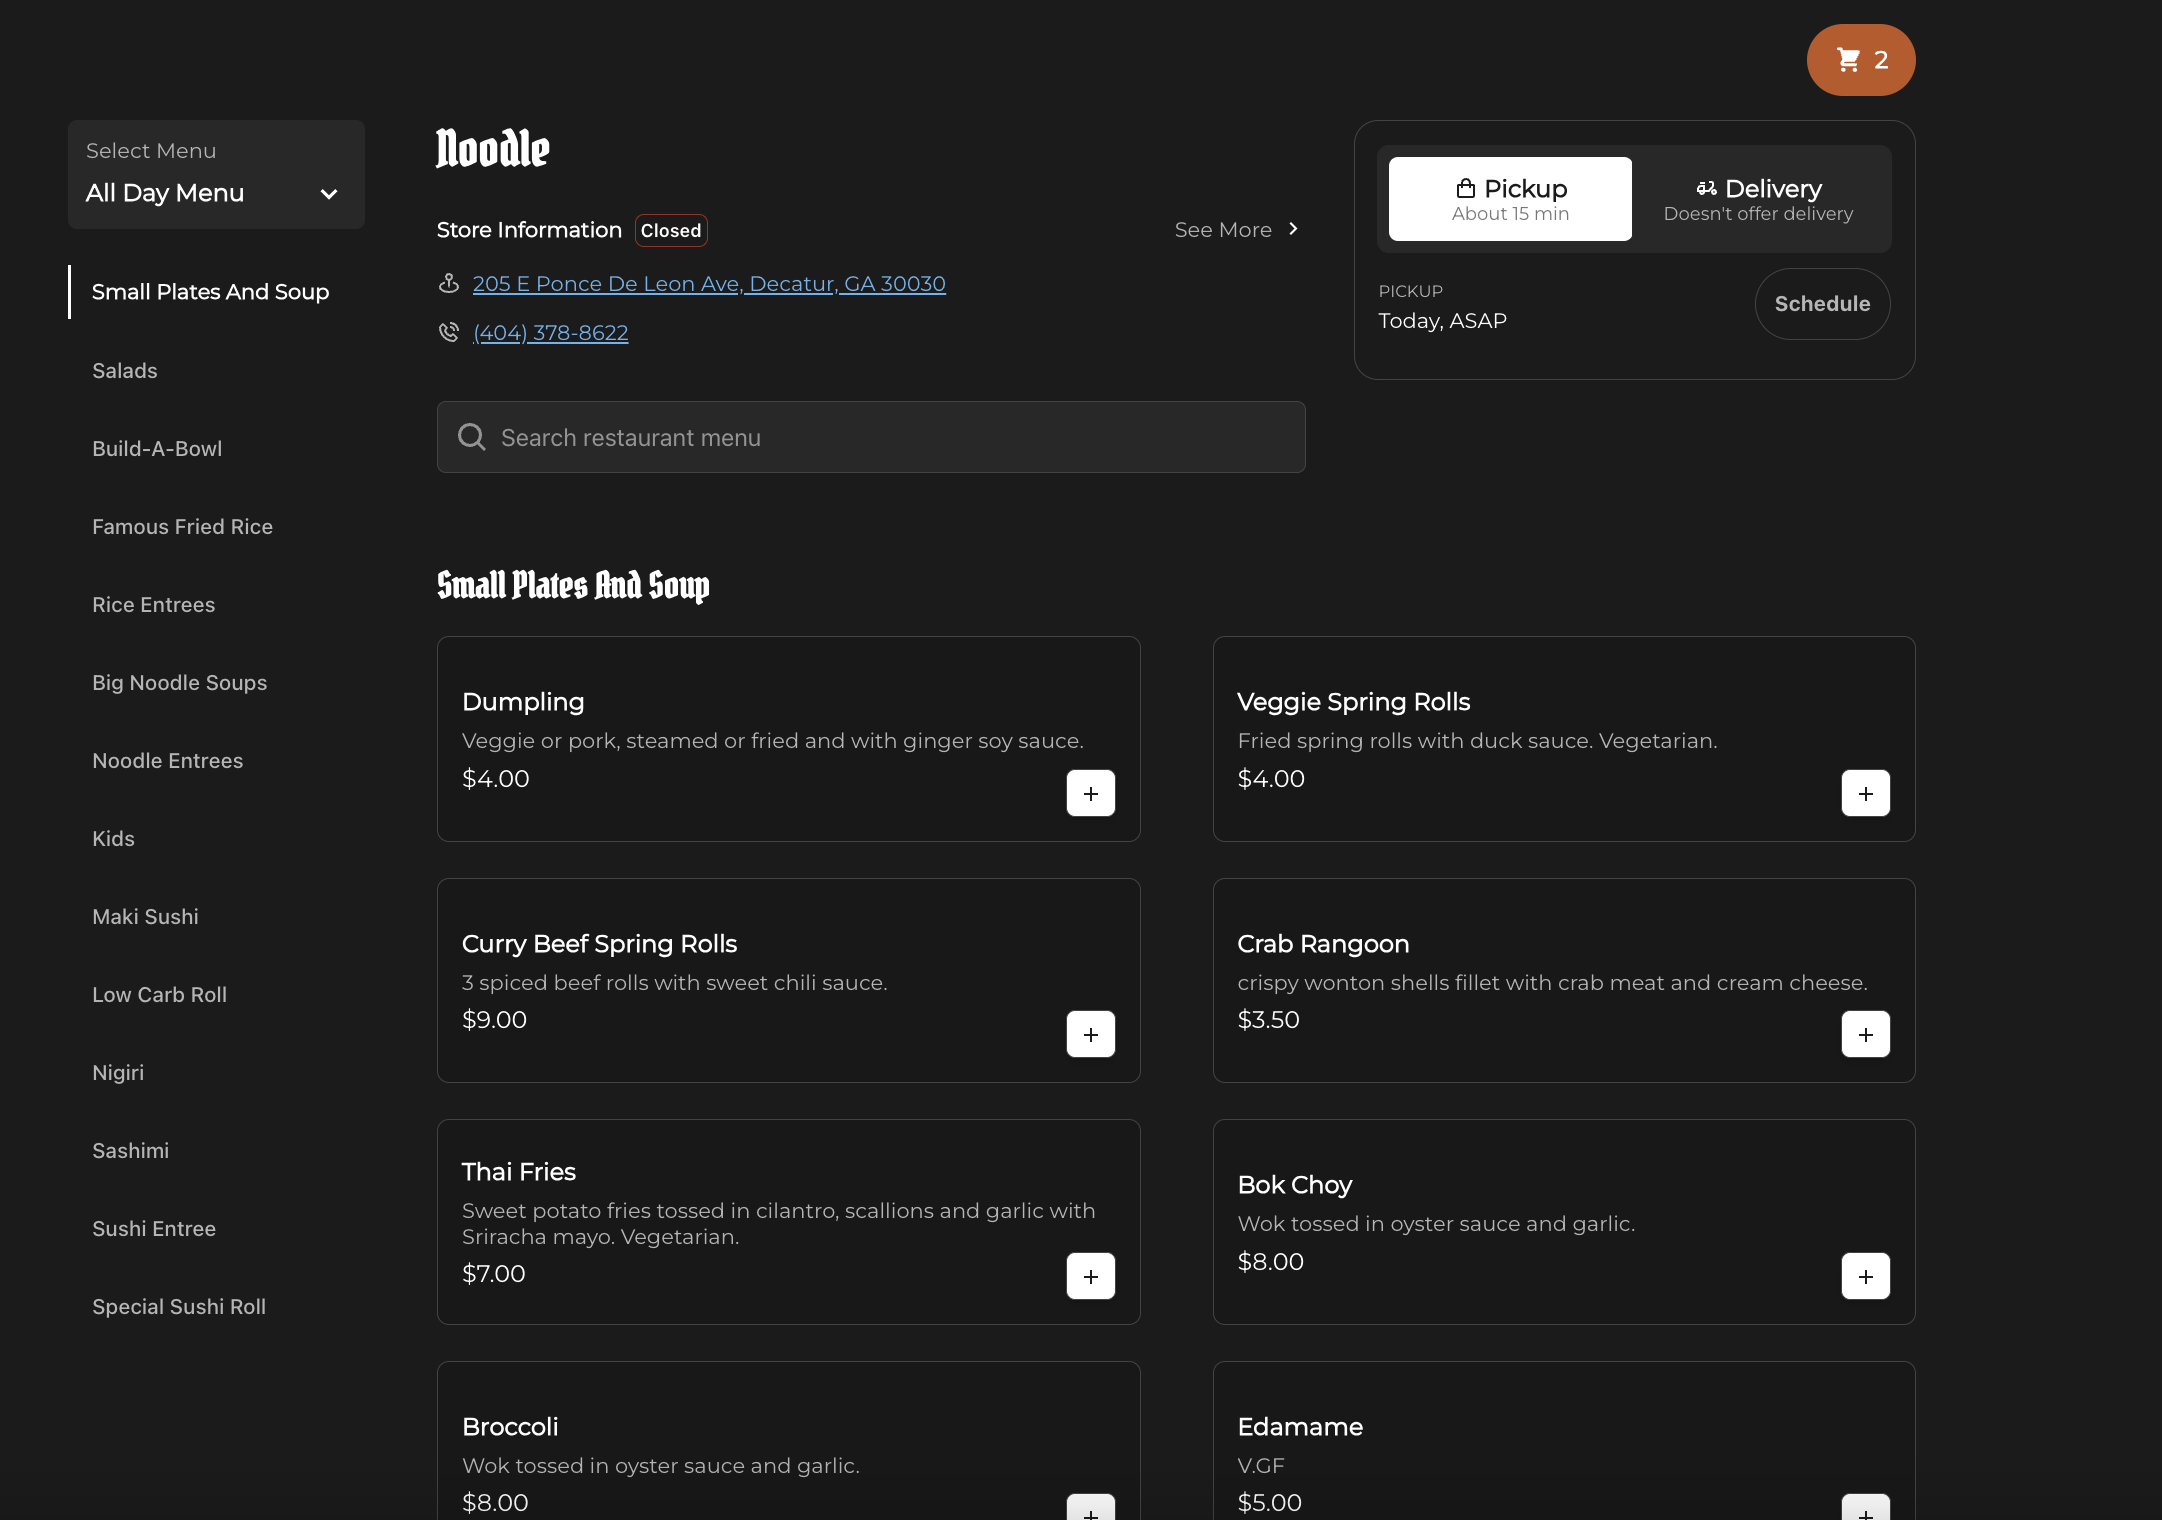 2
Select Menu
All Day Menu
Small Plates And Soup
Salads
Build-A-Bowl
Famous Fried Rice
Rice Entrees
Big Noodle Soups
Noodle Entrees
Kids
Maki Sushi
Low Carb Roll
Nigiri
Sashimi
Sushi Entree
Special Sushi Roll
Noodle
Store Information Closed
See More
205 E Ponce De Leon Ave, Decatur, GA 30030
(404) 378-8622
Search restaurant menu
Pickup
About 15 min
Delivery
Doesn't offer delivery
PICKUP
Today, ASAP
Schedule
Small Plates And Soup
Dumpling
Veggie or pork, steamed or fried and with ginger soy sauce.
$4.00
+
Veggie Spring Rolls
Fried spring rolls with duck sauce. Vegetarian.
$4.00
+
Curry Beef Spring Rolls
3 spiced beef rolls with sweet chili sauce.
$9.00
+
Crab Rangoon
crispy wonton shells fillet with crab meat and cream cheese.
$3.50
+
Thai Fries
Sweet potato fries tossed in cilantro, scallions and garlic with
Sriracha mayo. Vegetarian.
$7.00
+
Bok Choy
Wok tossed in oyster sauce and garlic.
$8.00
+
Broccoli
Wok tossed in oyster sauce and garlic.
$8.00
+
Edamame
V.GF
$5.00
+